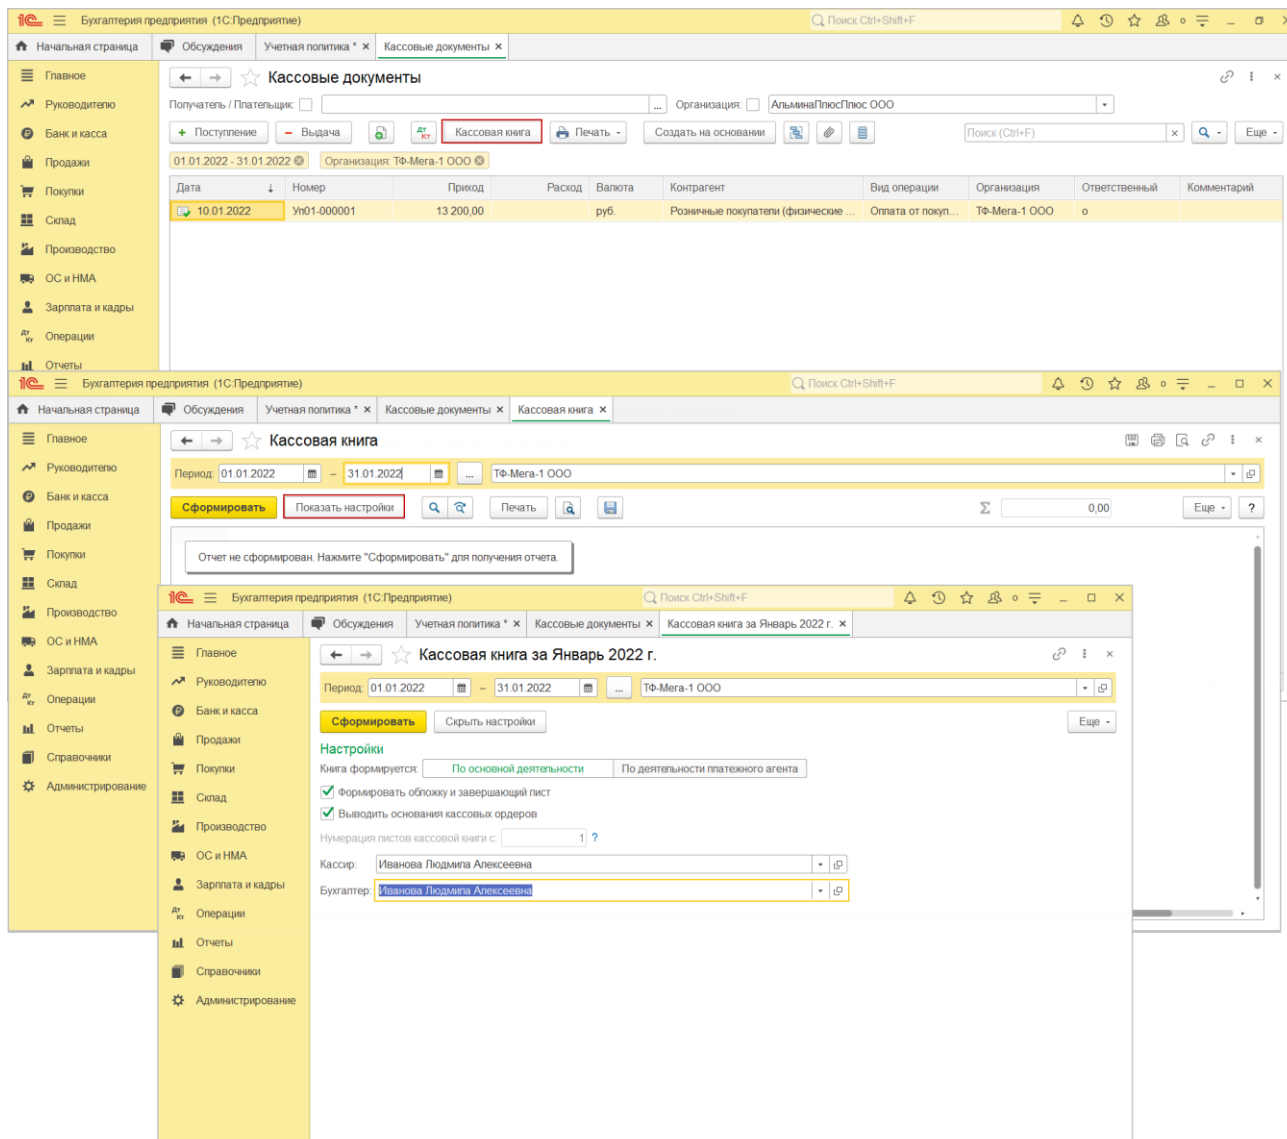 Бухгалтерия предприятия (1С:Предприятие) Поиск Ctrl+Shift+F
Начальная страница Обсуждения Учетная политика * × Кассовые документы ×
Главное
Руководителю
Банк и касса
Продажи
Покупки
Склад
Производство
ОС и НМА
Зарплата и кадры
Операции
Отчеты
Кассовые документы
Получатель / Плательщик: ... Организация: АльминаПлюсПлюс ООО
+ Поступление − Выдача Дт Кт Кассовая книга Печать Создать на основании Поиск (Ctrl+F) × Еще
01.01.2022 - 31.01.2022 Организация: ТФ-Мега-1 ООО
Дата ↓ Номер Приход Расход Валюта Контрагент Вид операции Организация Ответственный Комментарий
10.01.2022 Уп01-000001 13 200,00 руб. Розничные покупатели (физические ... Оплата от покуп... ТФ-Мега-1 ООО о
Бухгалтерия предприятия (1С:Предприятие) Поиск Ctrl+Shift+F
Начальная страница Обсуждения Учетная политика * × Кассовые документы × Кассовая книга ×
Главное
Руководителю
Банк и касса
Продажи
Покупки
Склад
Производство
ОС и НМА
Зарплата и кадры
Операции
Отчеты
Справочники
Администрирование
Кассовая книга
Период: 01.01.2022 – 31.01.2022 ... ТФ-Мега-1 ООО
Сформировать Показать настройки Печать Σ 0,00 Еще ?
Отчет не сформирован. Нажмите "Сформировать" для получения отчета.
Бухгалтерия предприятия (1С:Предприятие) Поиск Ctrl+Shift+F
Начальная страница Обсуждения Учетная политика * × Кассовые документы × Кассовая книга за Январь 2022 г. ×
Главное
Руководителю
Банк и касса
Продажи
Покупки
Склад
Производство
ОС и НМА
Зарплата и кадры
Операции
Отчеты
Справочники
Администрирование
Кассовая книга за Январь 2022 г.
Период: 01.01.2022 – 31.01.2022 ... ТФ-Мега-1 ООО
Сформировать Скрыть настройки Еще
Настройки
Книга формируется: По основной деятельности По деятельности платежного агента
Формировать обложку и завершающий лист
Выводить основания кассовых ордеров
Нумерация листов кассовой книги с: 1 ?
Кассир: Иванова Людмила Алексеевна
Бухгалтер: Иванова Людмила Алексеевна